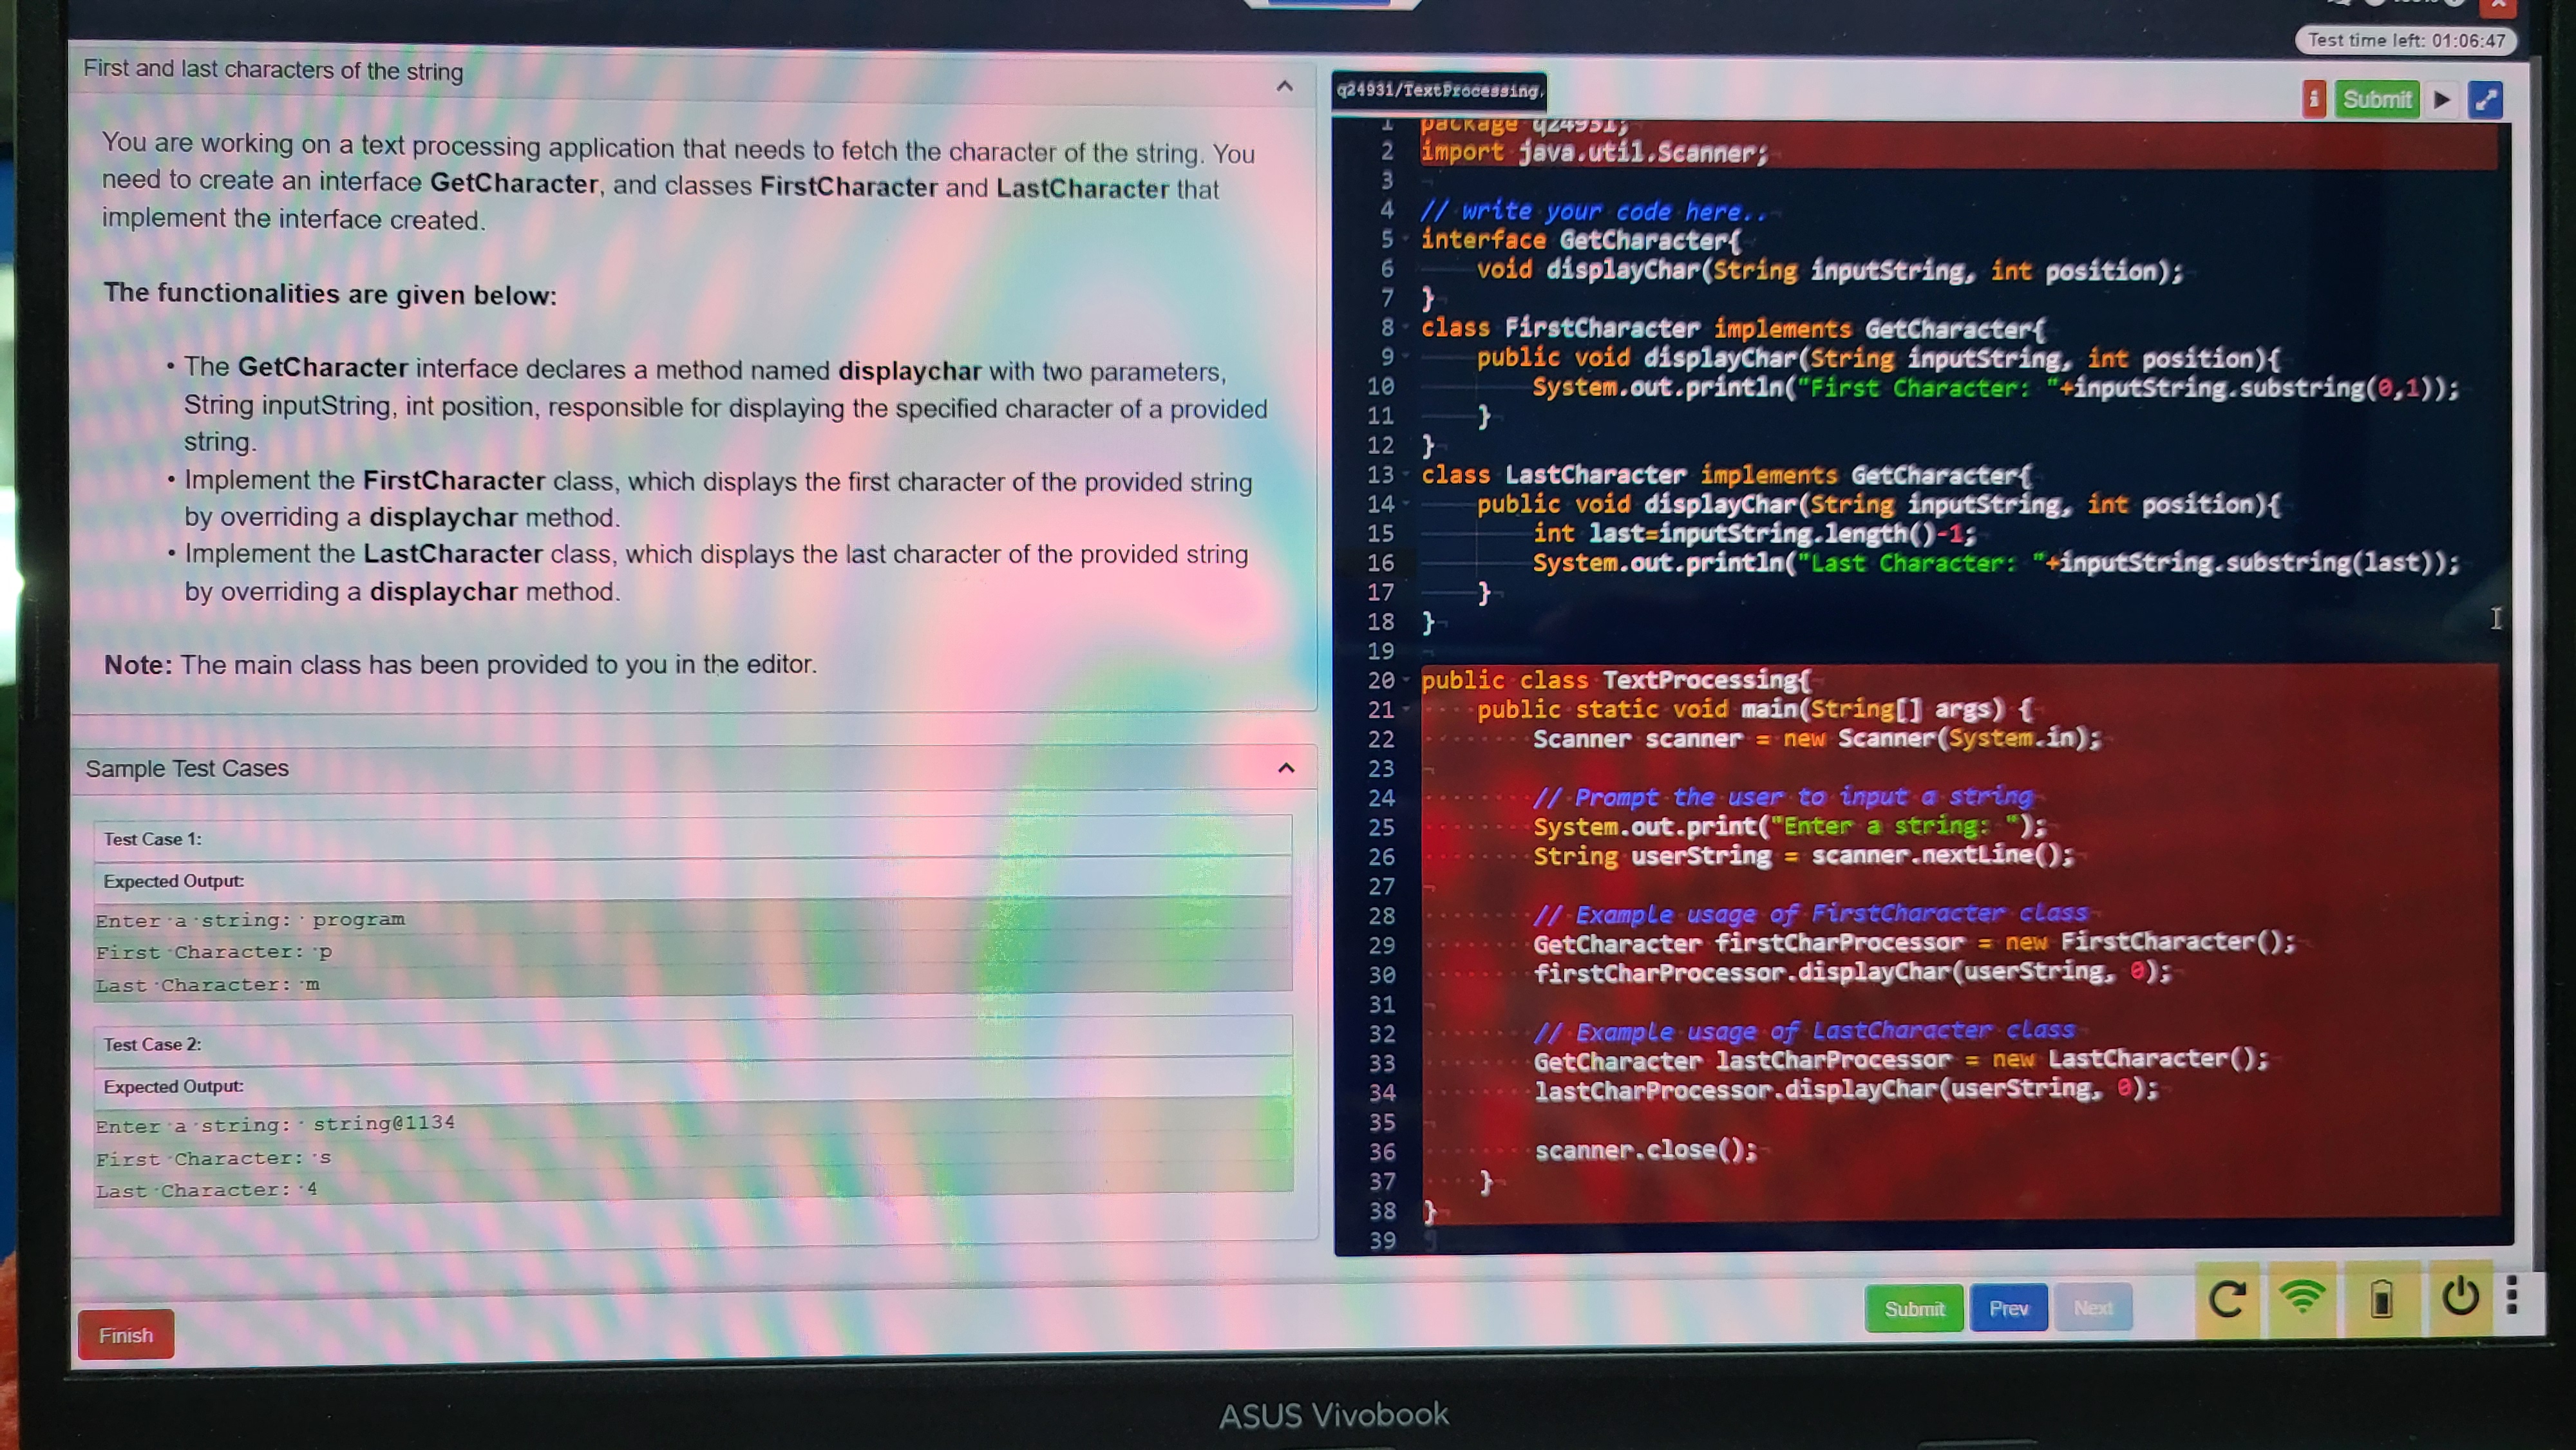 Test time left: 01:06:47
First and last characters of the string
You are working on a text processing application that needs to fetch the character of the string. You
need to create an interface GetCharacter, and classes FirstCharacter and LastCharacter that
implement the interface created.
The functionalities are given below:
• The GetCharacter interface declares a method named displaychar with two parameters,
String inputString, int position, responsible for displaying the specified character of a provided
string.
• Implement the FirstCharacter class, which displays the first character of the provided string
by overriding a displaychar method.
• Implement the LastCharacter class, which displays the last character of the provided string
by overriding a displaychar method.
Note: The main class has been provided to you in the editor.
Sample Test Cases
Test Case 1:
Expected Output:
Enter a string: program
First Character: p
Last Character: m
Test Case 2:
Expected Output:
Enter a string: string@1134
First Character: s
Last Character: 4
Finish
q24931/TextProcessing.
Submit
1 package q24931;
2 import java.util.Scanner;
3
4 // write your code here..
5 interface GetCharacter{
6 void displayChar(String inputString, int position);
7 }
8 class FirstCharacter implements GetCharacter{
9 public void displayChar(String inputString, int position){
10 System.out.println("First Character: "+inputString.substring(0,1));
11 }
12 }
13 class LastCharacter implements GetCharacter{
14 public void displayChar(String inputString, int position){
15 int last=inputString.length()-1;
16 System.out.println("Last Character: "+inputString.substring(last));
17 }
18 }
19
20 public class TextProcessing{
21 public static void main(String[] args) {
22 Scanner scanner = new Scanner(System.in);
23
24 // Prompt the user to input a string
25 System.out.print("Enter a string: ");
26 String userString = scanner.nextLine();
27
28 // Example usage of FirstCharacter class
29 GetCharacter firstCharProcessor = new FirstCharacter();
30 firstCharProcessor.displayChar(userString, 0);
31
32 // Example usage of LastCharacter class
33 GetCharacter lastCharProcessor = new LastCharacter();
34 lastCharProcessor.displayChar(userString, 0);
35
36 scanner.close();
37 }
38 }
39
Submit Prev Next
ASUS Vivobook